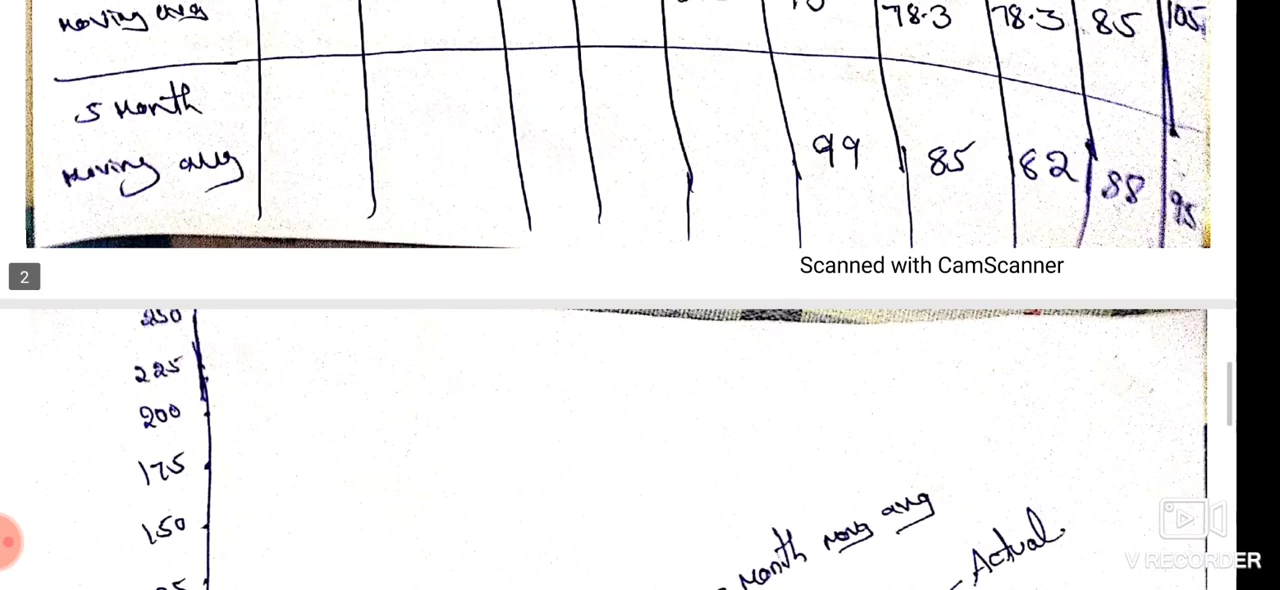 moving avg 78.3 78.3 85 105
5 Month
moving avg 99 85 82 88 95
Scanned with CamScanner
2
250
225
200
175
150
Month mov avg
Actual
V RECORDER